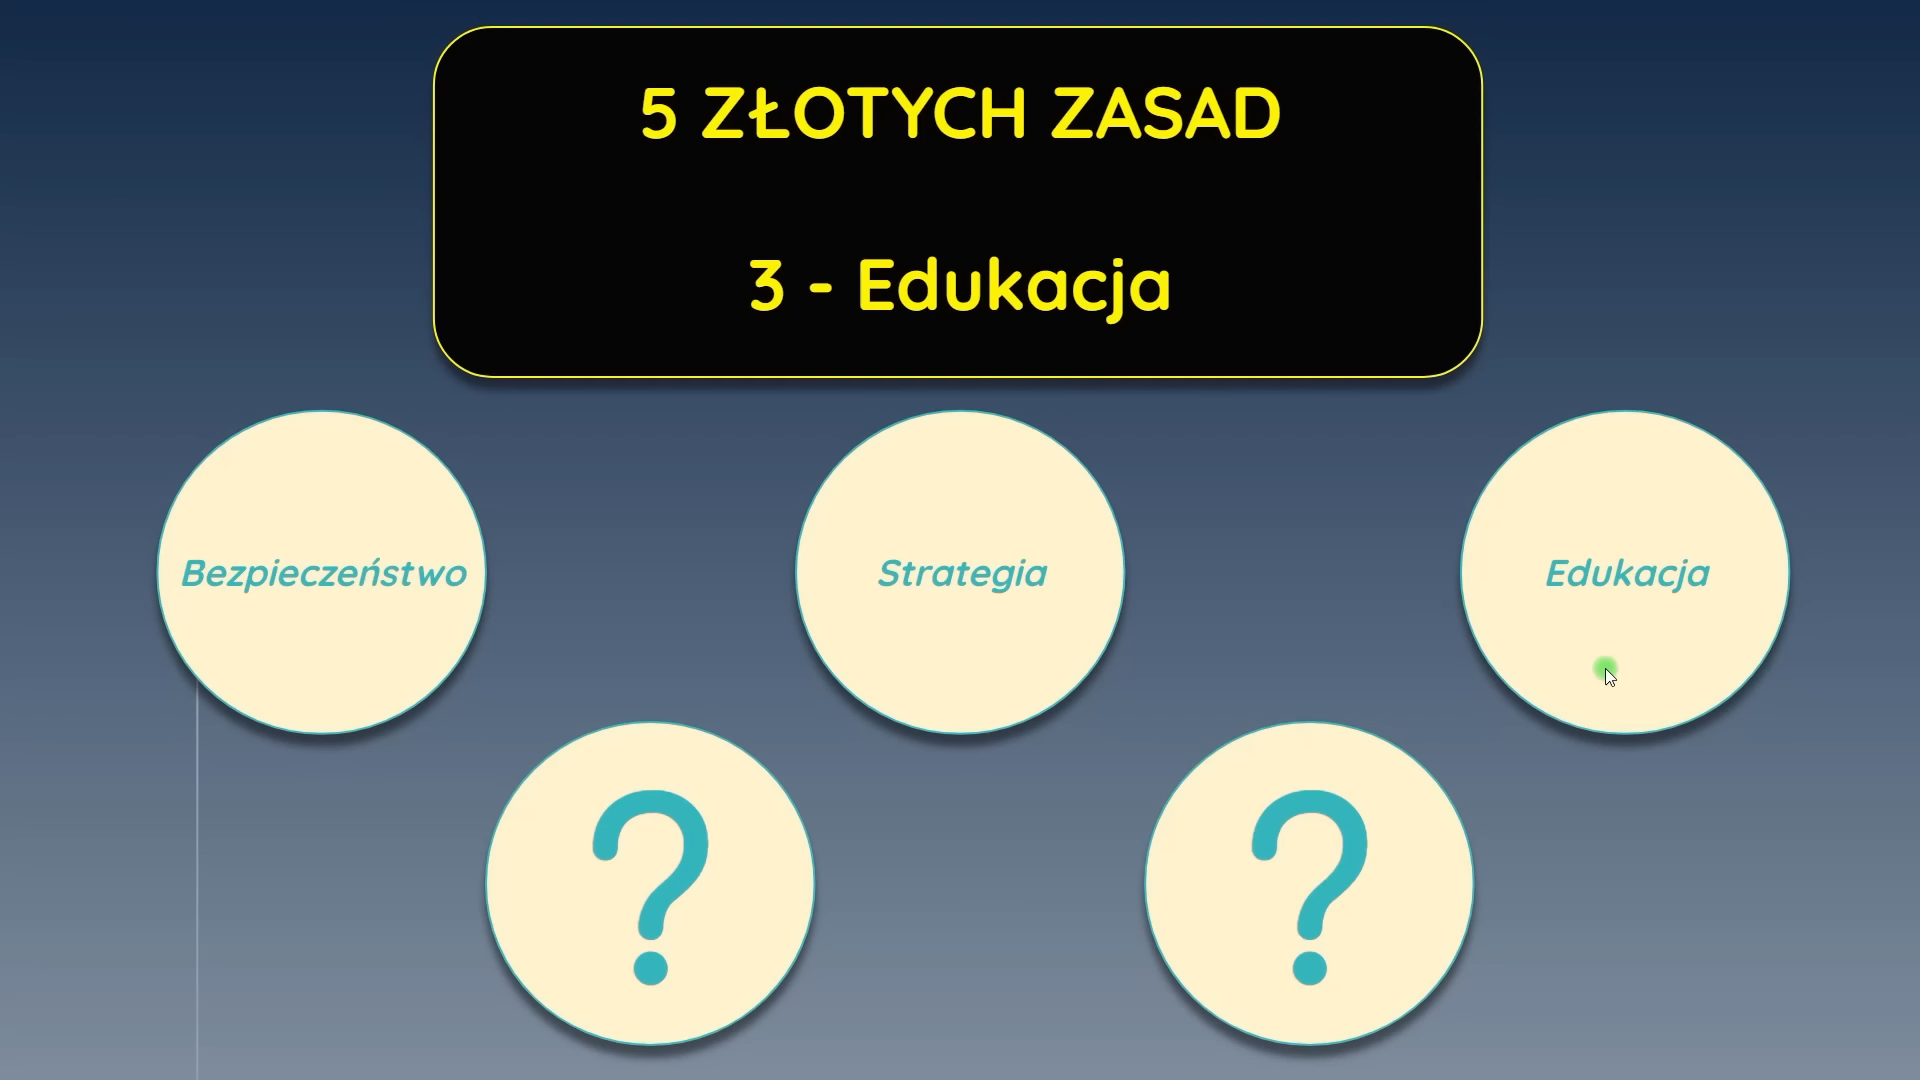 5 ZŁOTYCH ZASAD
3 - Edukacja
Bezpieczeństwo
Strategia
Edukacja
?
?